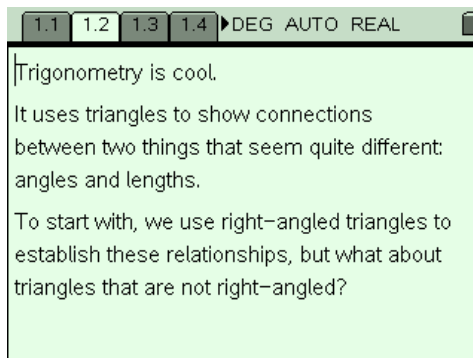 1.1 1.2 1.3 1.4 DEG AUTO REAL
Trigonometry is cool.
It uses triangles to show connections
between two things that seem quite different:
angles and lengths.
To start with, we use right-angled triangles to
establish these relationships, but what about
triangles that are not right-angled?